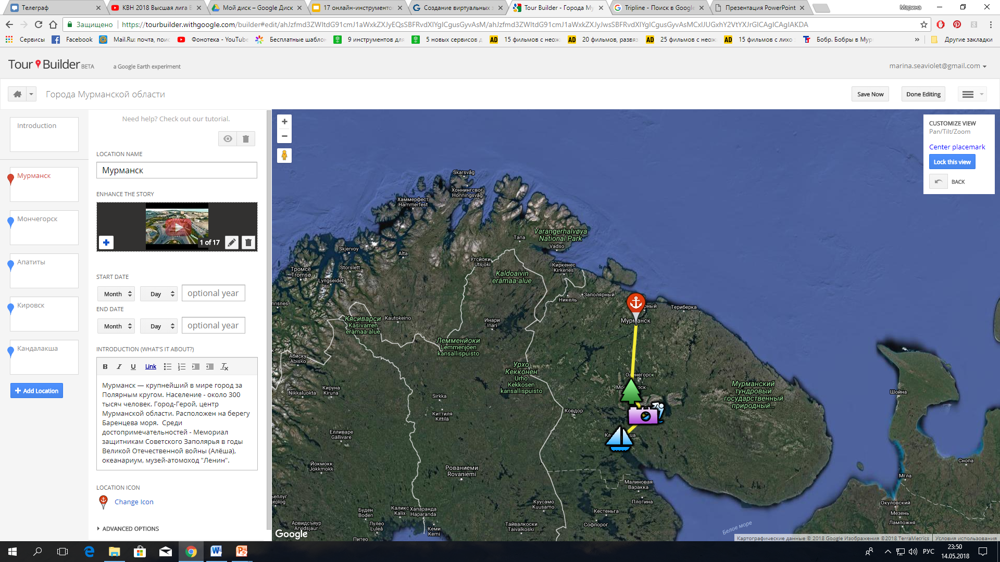 Телеграф
КВН 2018 Высшая лига
Мой диск – Google Диск
17 онлайн-инструменто
Создание виртуальных
Tour Builder - Города Му
Tripline - Поиск в Google
Презентация PowerPoint
Марина
Защищено
Сервисы
Facebook
Mail.Ru: почта, поис
Фонотека - YouTube
Бесплатные шаблон
9 инструментов для
5 новых сервисов д
AD
15 фильмов с неож
AD
20 фильмов, развяз
AD
25 фильмов с неож
AD
15 фильмов с лихо
Бобр. Бобры в Мур
»
Другие закладки
Tour Builder BETA
a Google Earth experiment
marina.seaviolet@gmail.com
Города Мурманской области
Save Now
Done Editing
Introduction
Мурманск
Мончегорск
Апатиты
Кировск
Кандалакша
Add Location
Need help? Check out our tutorial.
LOCATION NAME
Мурманск
ENHANCE THE STORY
1 of 17
START DATE
Month
Day
optional year
END DATE
Month
Day
optional year
INTRODUCTION (WHAT'S IT ABOUT?)
B I U Link
Мурманск — крупнейший в мире город за
Полярным кругом. Население - около 300
тысяч человек. Город-Герой, центр
Мурманской области. Расположен на берегу
Баренцева моря. Среди
достопримечательностей - Мемориал
защитникам Советского Заполярья в годы
Великой Отечественной войны (Алёша),
океанариум, музей-атомоход "Ленин".
LOCATION ICON
Change Icon
ADVANCED OPTIONS
CUSTOMIZE VIEW
Pan/Tilt/Zoom
Center placemark
Lock this view
BACK
Skarsvåg
Хоннингсвог
Honningsvåg
Хаммерфест
Hammerfest
Varangerhalvøya
National Park
Tana
Vadso
Skjervoy
Alta
Утсйоки
Utsjoki
Storslett
Тромсё
Tromsø
Киркенес
Kirkenes
Kaldoaivin
erämaa-alue
Lyngseidet
nnsnes
Никель
Заполярный
Кясиварси
Käsivarren
erämaa-alue
Kautokeino
Инари
Inari
рный
Териберка
Мурманск
Лемменйоки
Lemmenjoen
kansallispuisto
Абиску
Abisko
Урхо
Кекконен
Urho
Kekkosen
kansallispuisto
Оленегорск
Nikkaluokta
Кируна
Kiruna
Sirkka
Мурманский
тундровый
государственный
природный...
Шойна
Киттиля
Kittilä
Ковдор
Елливаре
Gällivare
Йокмокк
Jokkmokk
Рованиеми
Rovaniemi
Снопа
Мгла
Малиновая
Варакка
Плотина
Окуловский
Мезень
Лампожня
Куусамо
Kuusamo
Кестеньга
Буден
Boden
Каликс
Kalix
Хапаранда
Haparanda
Лулео
Luleå
Арвидсъяур
Arvidsjaur
Кеми
Kemi
Тайвалкоски
Taivalkoski
Софпорог
Питео
Белое море
Google
Картографические данные © 2018 Google Изображения ©2018 TerraMetrics
Условия использования
РУС
23:50
14.05.2018